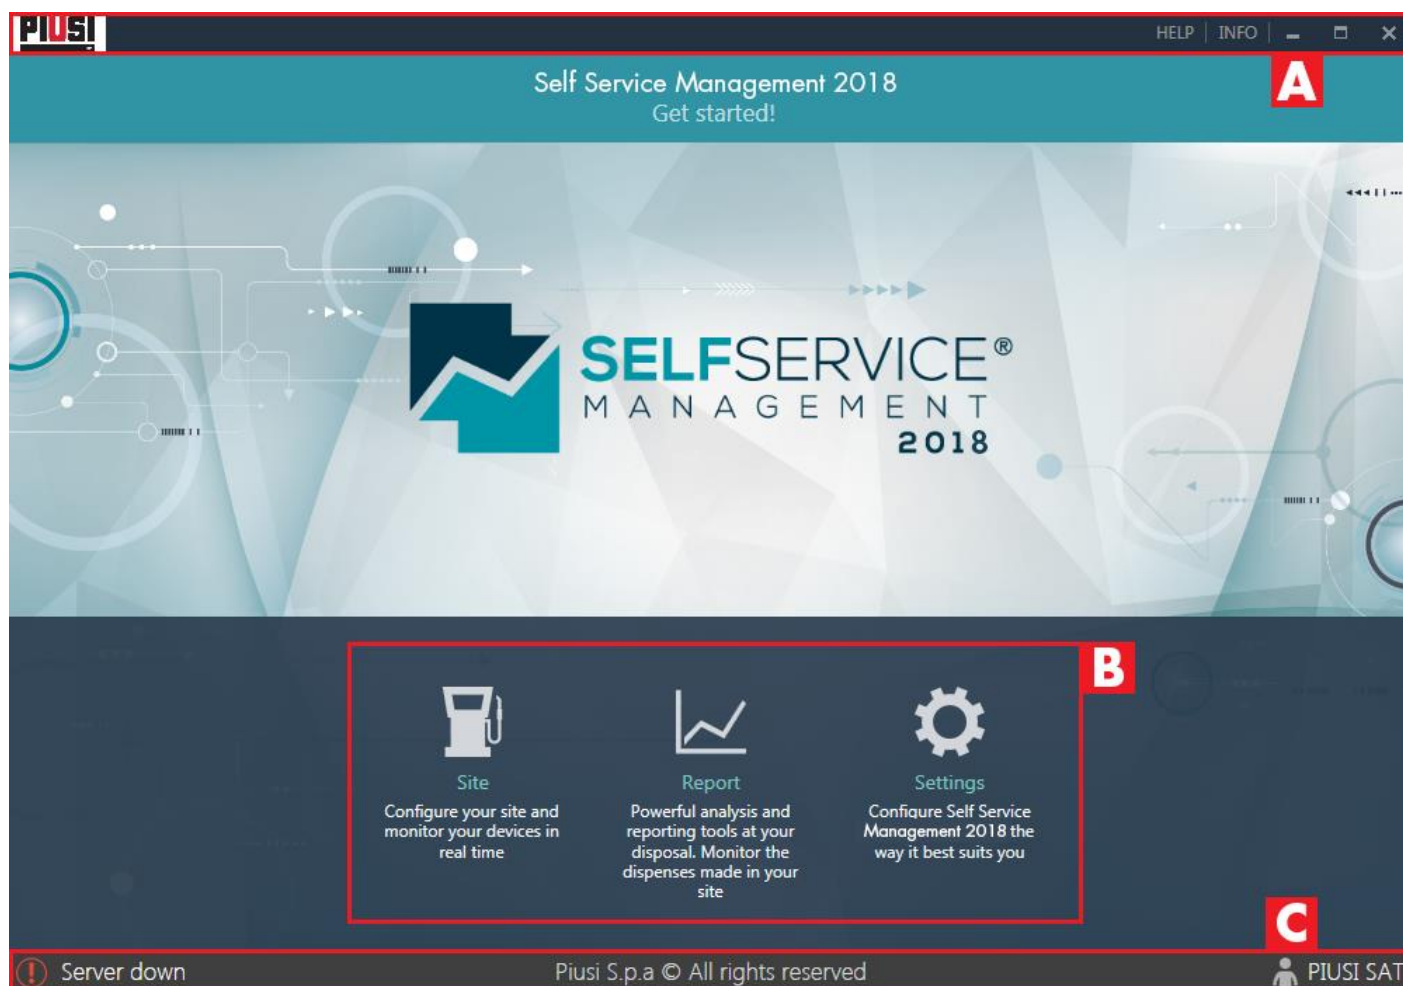 PIUSI
HELP | INFO |
A
Self Service Management 2018
Get started!
SELFSERVICE®
MANAGEMENT
2018
B
Site
Configure your site and
monitor your devices in
real time
Report
Powerful analysis and
reporting tools at your
disposal. Monitor the
dispenses made in your
site
Settings
Configure Self Service
Management 2018 the
way it best suits you
C
Server down
Piusi S.p.a © All rights reserved
PIUSI SAT